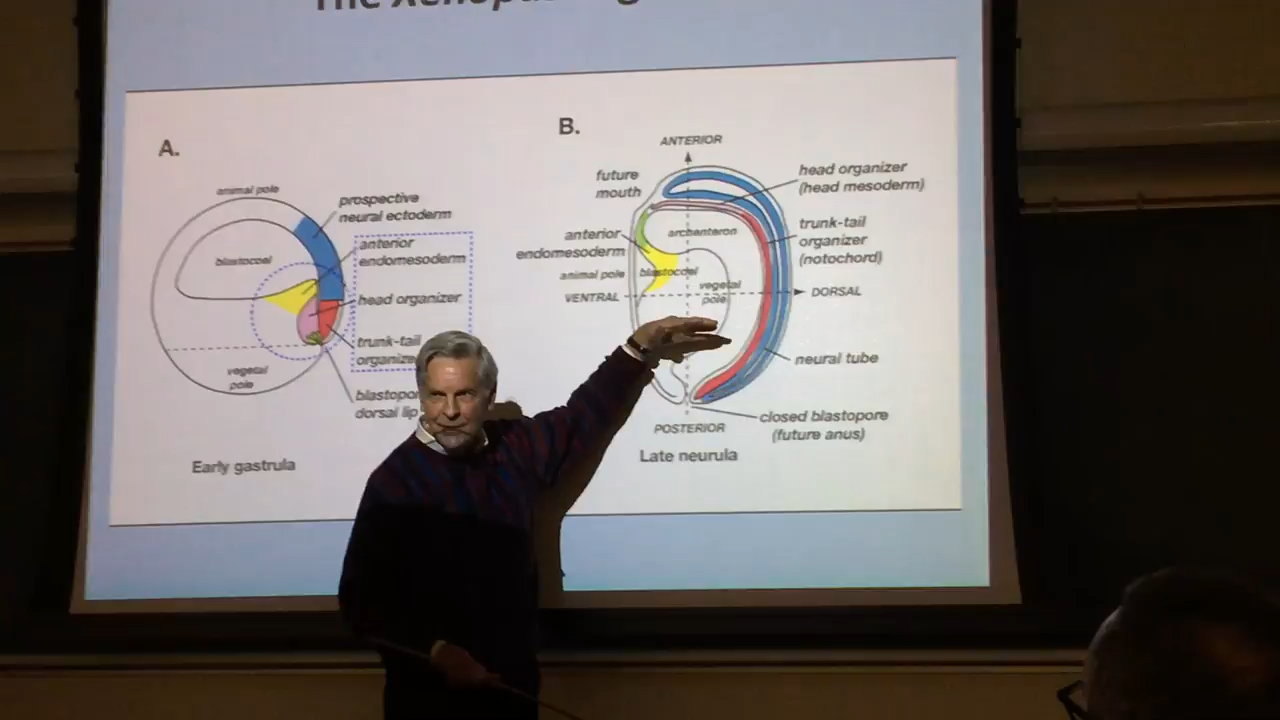 The
A.
animal pole
prospective
neural ectoderm
blastocoel
anterior
endomesoderm
head organizer
trunk-tail
vegetal
pole
dorsal lip
Early gastrula
B.
ANTERIOR
future
mouth
head organizer
(head mesoderm)
anterior
endomesoderm
archenteron
trunk-tail
organizer
(notochord)
animal pole
blastocoel
vegetal
pole
VENTRAL
DORSAL
neural tube
closed blastopore
(future anus)
POSTERIOR
Late neurula